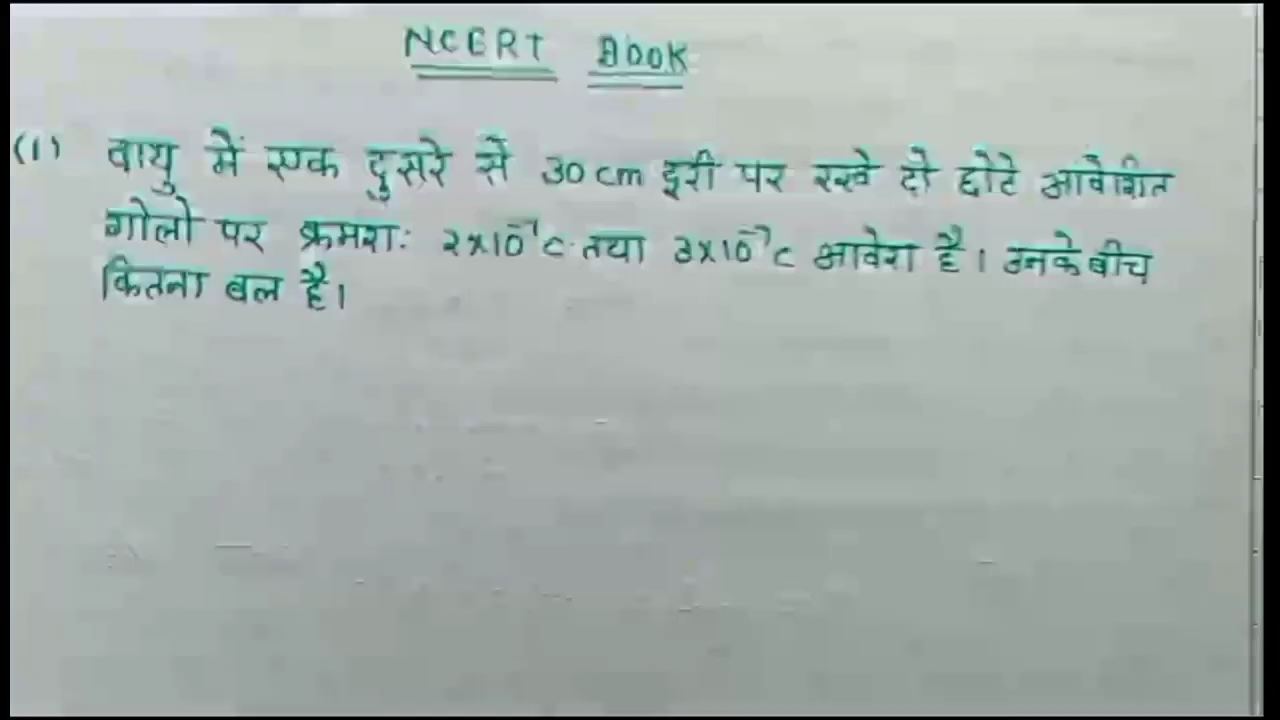 NCERT BOOK
(1) वायु में एक दुसरे से 30 cm दूरी पर रखे दो छोटे आवेशित
गोलो पर क्रमशः 2×10⁻⁷C तथा 3×10⁻⁷C आवेश है। उनके बीच
कितना बल है।